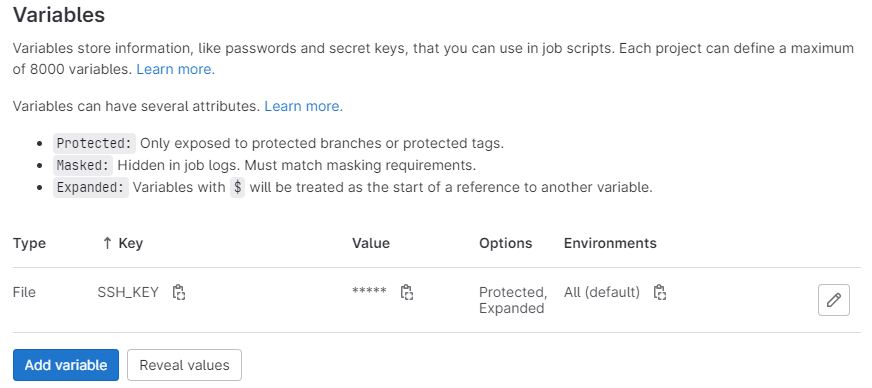 Variables
Variables store information, like passwords and secret keys, that you can use in job scripts. Each project can define a maximum
of 8000 variables. Learn more.
Variables can have several attributes. Learn more.
• Protected: Only exposed to protected branches or protected tags.
• Masked: Hidden in job logs. Must match masking requirements.
• Expanded: Variables with $ will be treated as the start of a reference to another variable.
Type ↑ Key Value Options Environments
File SSH_KEY ***** Protected, All (default)
Expanded
Add variable Reveal values